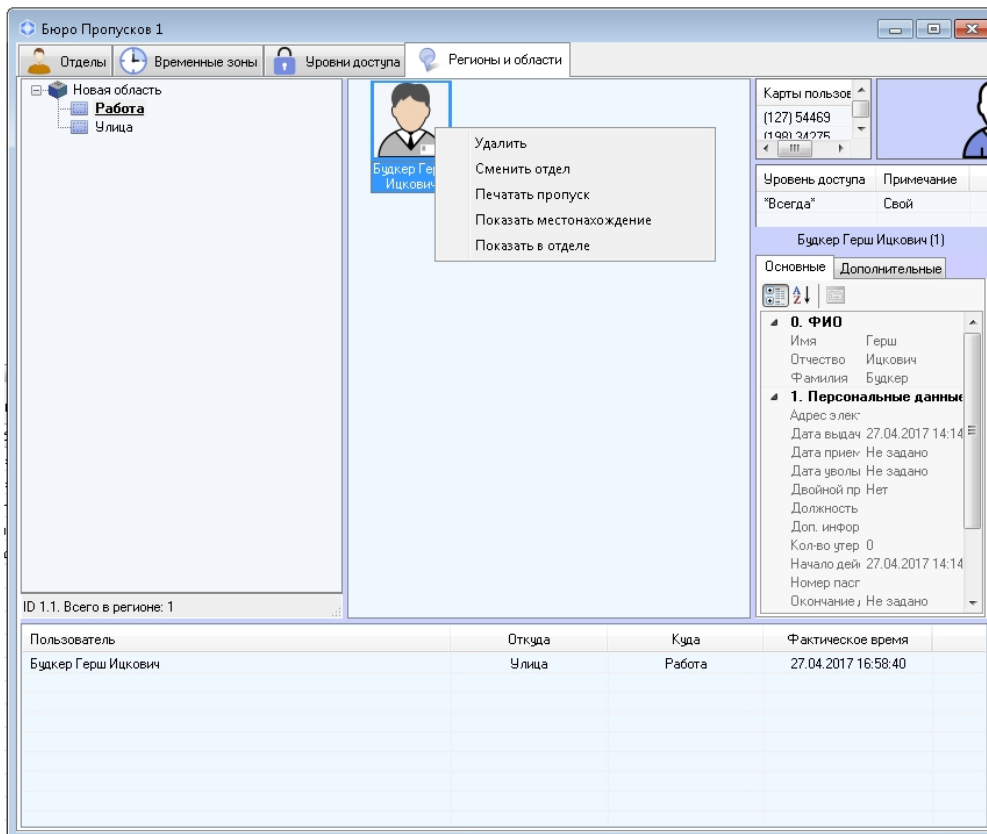 Бюро Пропусков 1
Отделы
Временные зоны
Уровни доступа
Регионы и области
Новая область
Работа
Улица
Будкер Гер
Ицкович
Удалить
Сменить отдел
Печатать пропуск
Показать местонахождение
Показать в отделе
Карты пользов
(127) 54469
(198) 34275
Уровень доступа Примечание
"Всегда" Свой
Будкер Герш Ицкович (1)
Основные Дополнительные
0. ФИО
Имя Герш
Отчество Ицкович
Фамилия Будкер
1. Персональные данные
Адрес элек
Дата выдач 27.04.2017 14:14
Дата прием Не задано
Дата уволы Не задано
Двойной пр Нет
Должность
Доп. инфор
Кол-во утер 0
Начало дей 27.04.2017 14:14
Номер пасп
Окончание Не задано
ID 1.1. Всего в регионе: 1
Пользователь Откуда Куда Фактическое время
Будкер Герш Ицкович Улица Работа 27.04.2017 16:58:40